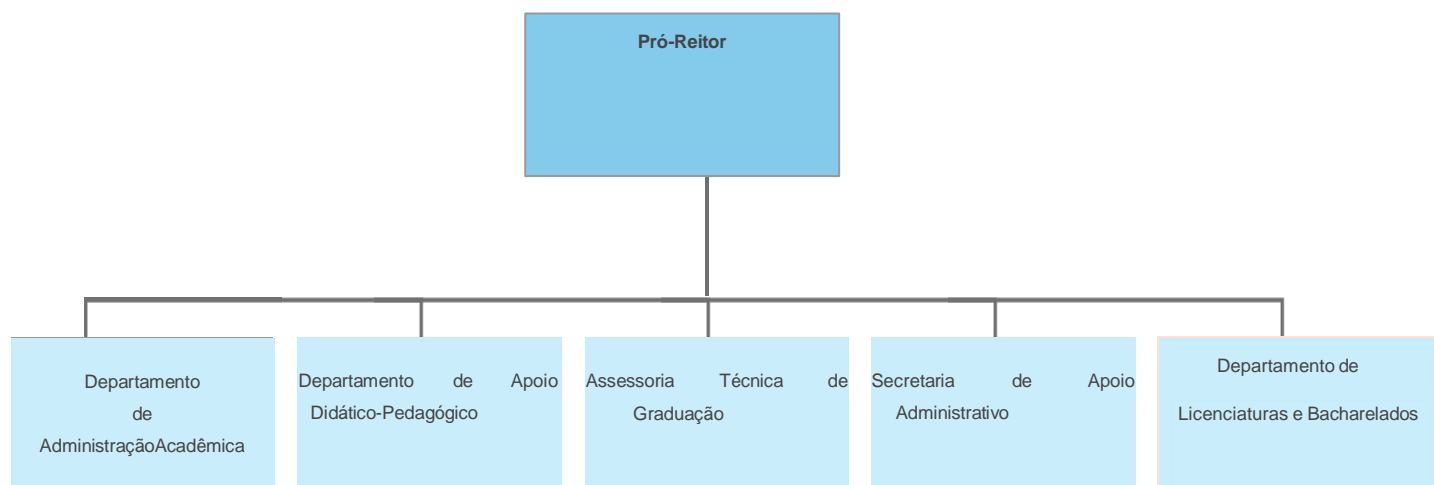 Pró-Reitor
Departamento
de
AdministraçãoAcadêmica
Departamento de Apoio
Didático-Pedagógico
Assessoria Técnica de
Graduação
Secretaria de Apoio
Administrativo
Departamento de
Licenciaturas e Bacharelados